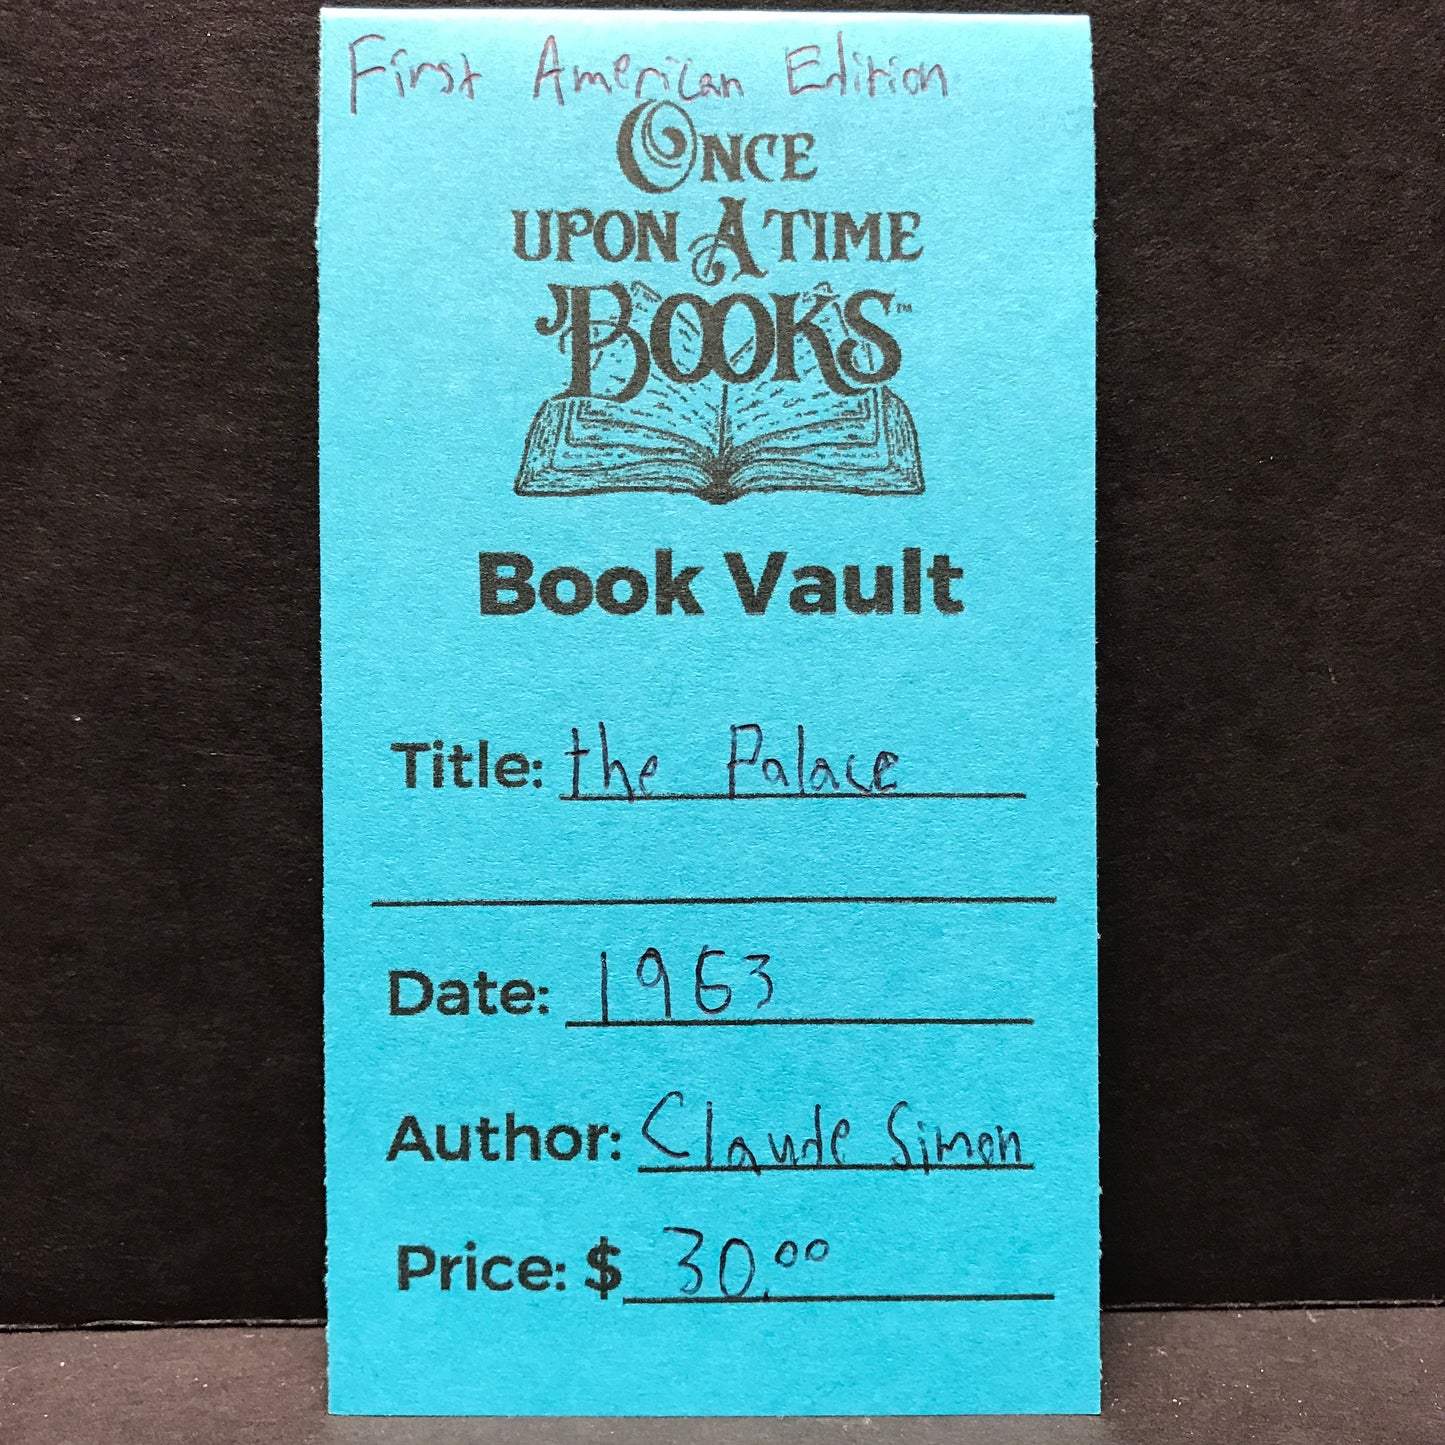 First American Edition
ONCE
UPON A TIME
BOOKS™
Book Vault
Title: the Palace
Date: 1963
Author: Claude Simon
Price: $ 30.00